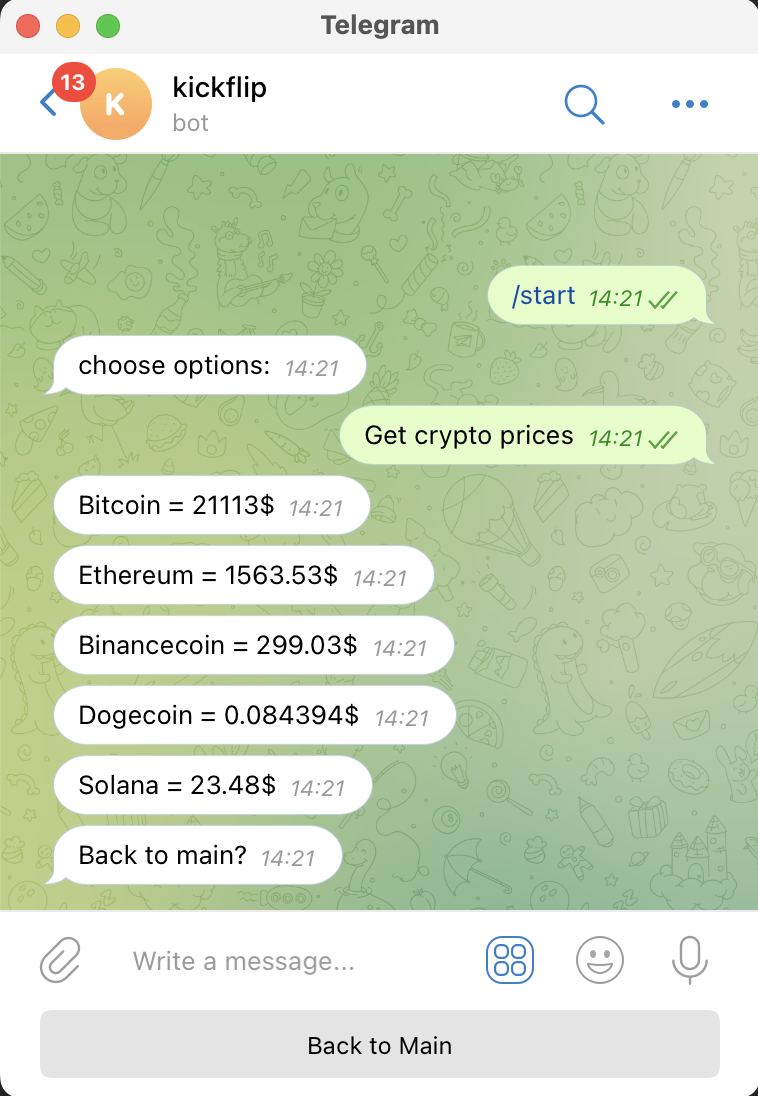 Telegram
13
K
kickflip
bot
/start 14:21
choose options: 14:21
Get crypto prices 14:21
Bitcoin = 21113$ 14:21
Ethereum = 1563.53$ 14:21
Binancecoin = 299.03$ 14:21
Dogecoin = 0.084394$ 14:21
Solana = 23.48$ 14:21
Back to main? 14:21
Write a message...
Back to Main